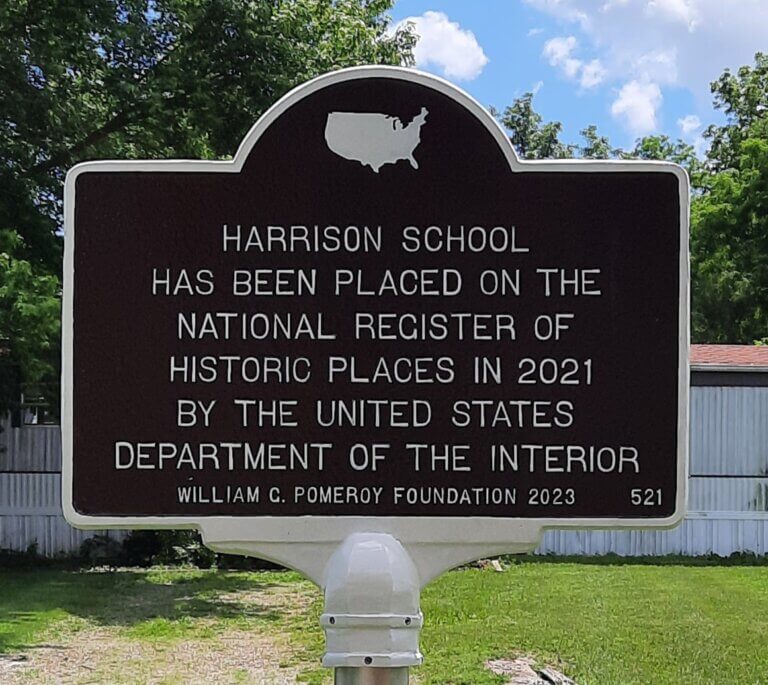 HARRISON SCHOOL
HAS BEEN PLACED ON THE
NATIONAL REGISTER OF
HISTORIC PLACES IN 2021
BY THE UNITED STATES
DEPARTMENT OF THE INTERIOR
WILLIAM G. POMEROY FOUNDATION 2023 521